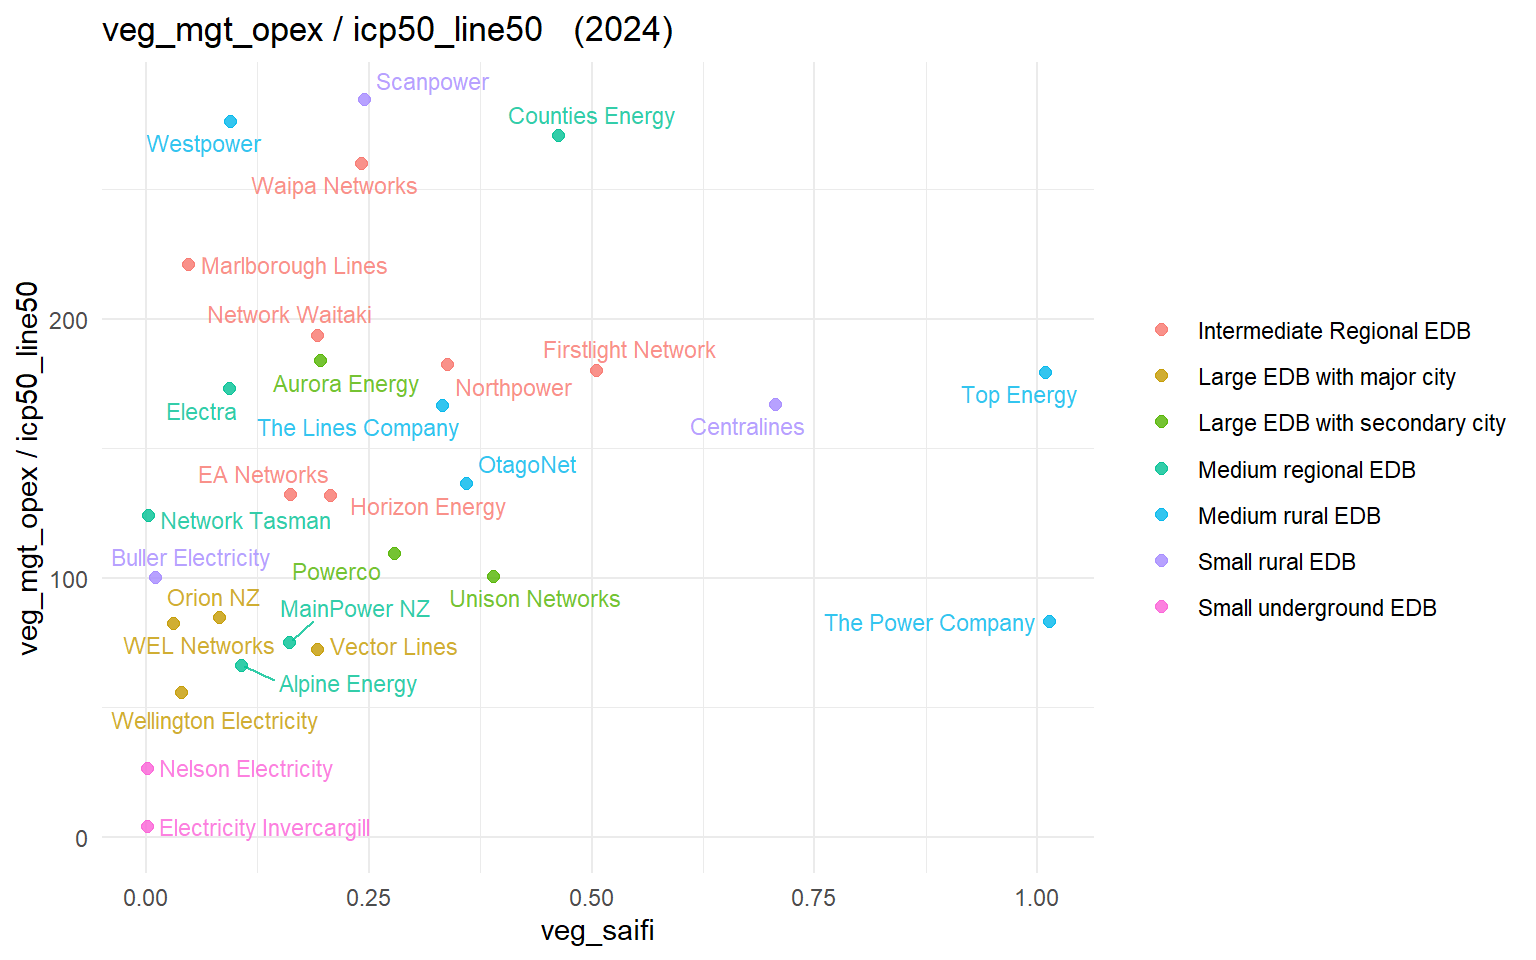 veg_mgt_opex / icp50_line50 (2024)
Scanpower
Counties Energy
Westpower
Waipa Networks
Marlborough Lines
Network Waitaki
Firstlight Network
Aurora Energy
Northpower
Top Energy
Electra
The Lines Company
Centralines
OtagoNet
EA Networks
Horizon Energy
Network Tasman
Buller Electricity
Powerco
Unison Networks
Orion NZ
MainPower NZ
The Power Company
WEL Networks
Vector Lines
Alpine Energy
Wellington Electricity
Nelson Electricity
Electricity Invercargill
veg_mgt_opex / icp50_line50
200
100
0
0.00
0.25
0.50
0.75
1.00
veg_saifi
Intermediate Regional EDB
Large EDB with major city
Large EDB with secondary city
Medium regional EDB
Medium rural EDB
Small rural EDB
Small underground EDB